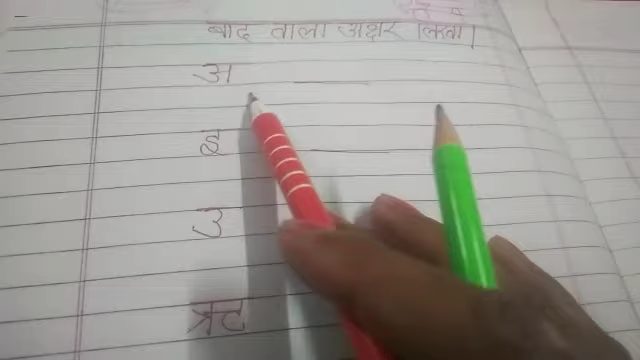 बाद वाला अक्षर लिखो।
अ
इ
उ
ऋ